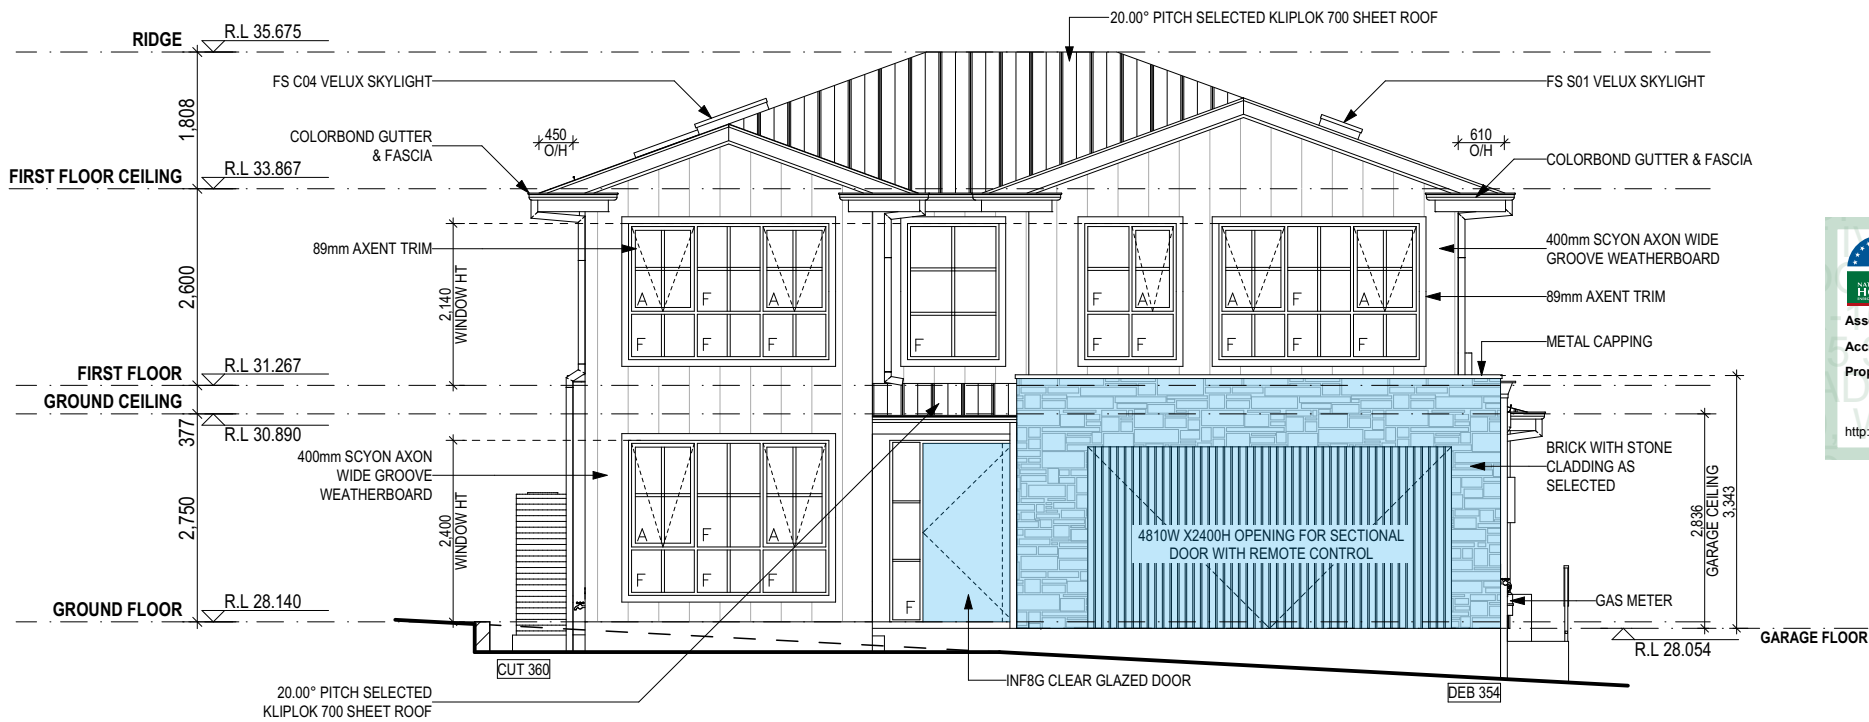 RIDGE
R.L 35.675
1,808
FIRST FLOOR CEILING
R.L 33.867
2,600
FIRST FLOOR
R.L 31.267
GROUND CEILING
377
R.L 30.890
2,750
GROUND FLOOR
R.L 28.140
20.00° PITCH SELECTED KLIPLOK 700 SHEET ROOF
FS C04 VELUX SKYLIGHT
FS S01 VELUX SKYLIGHT
COLORBOND GUTTER
& FASCIA
450
O/H
610
O/H
COLORBOND GUTTER & FASCIA
89mm AXENT TRIM
2,140
WINDOW HT
400mm SCYON AXON WIDE
GROOVE WEATHERBOARD
89mm AXENT TRIM
METAL CAPPING
A F A
F F F
F
F A
F F
A F A
F F F
400mm SCYON AXON
WIDE GROOVE
WEATHERBOARD
2,400
WINDOW HT
A F A
F F F
F
BRICK WITH STONE
CLADDING AS
SELECTED
4810W X2400H OPENING FOR SECTIONAL
DOOR WITH REMOTE CONTROL
2,836
GARAGE CEILING
3,343
GAS METER
GARAGE FLOOR
R.L 28.054
CUT 360
INF8G CLEAR GLAZED DOOR
DEB 354
20.00° PITCH SELECTED
KLIPLOK 700 SHEET ROOF
Ass
Acc
Prop
http: